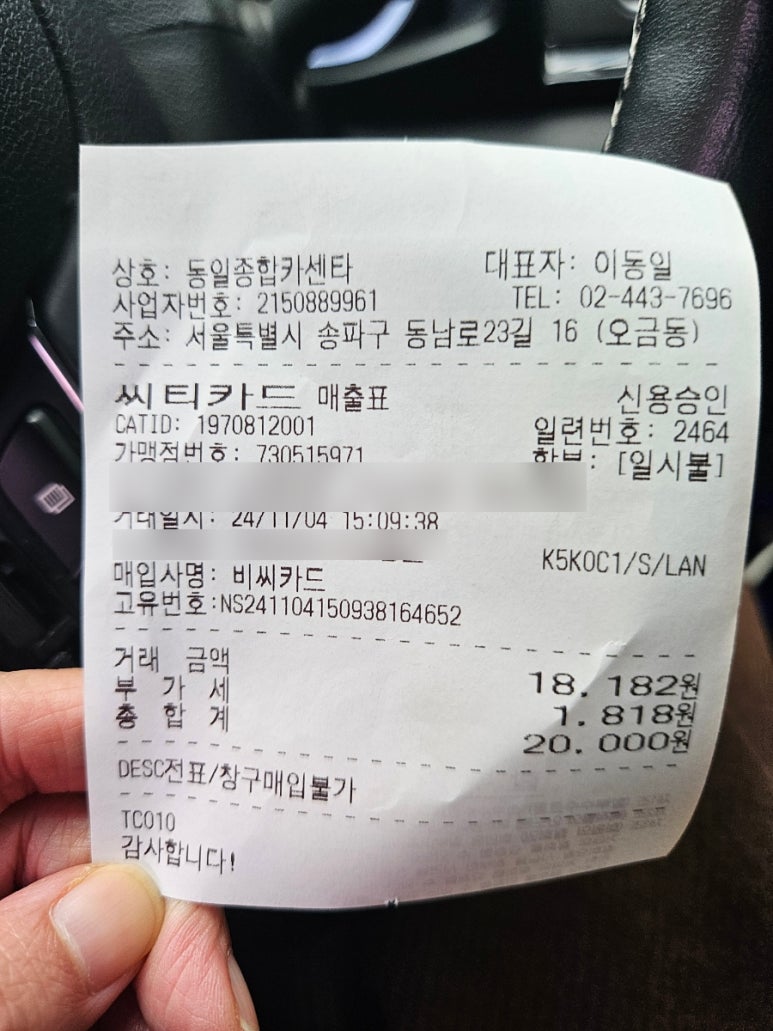 상호: 동일종합카센타 대표자: 이동일
사업자번호: 2150889961 TEL: 02-443-7696
주소: 서울특별시 송파구 동남로23길 16 (오금동)
씨티카드 매출표 신용승인
CATID: 1970812001 일련번호: 2464
가맹점번호: 730515971 할부: [일시불]
거래일시: 24/11/04 15:09:38
K5K0C1/S/LAN
매입사명: 비씨카드
고유번호:NS241104150938164652
거래 금액 18,182원
부 가 세 1,818원
총 합 계 20,000원
DESC전표/창구매입불가
TC010
감사합니다!